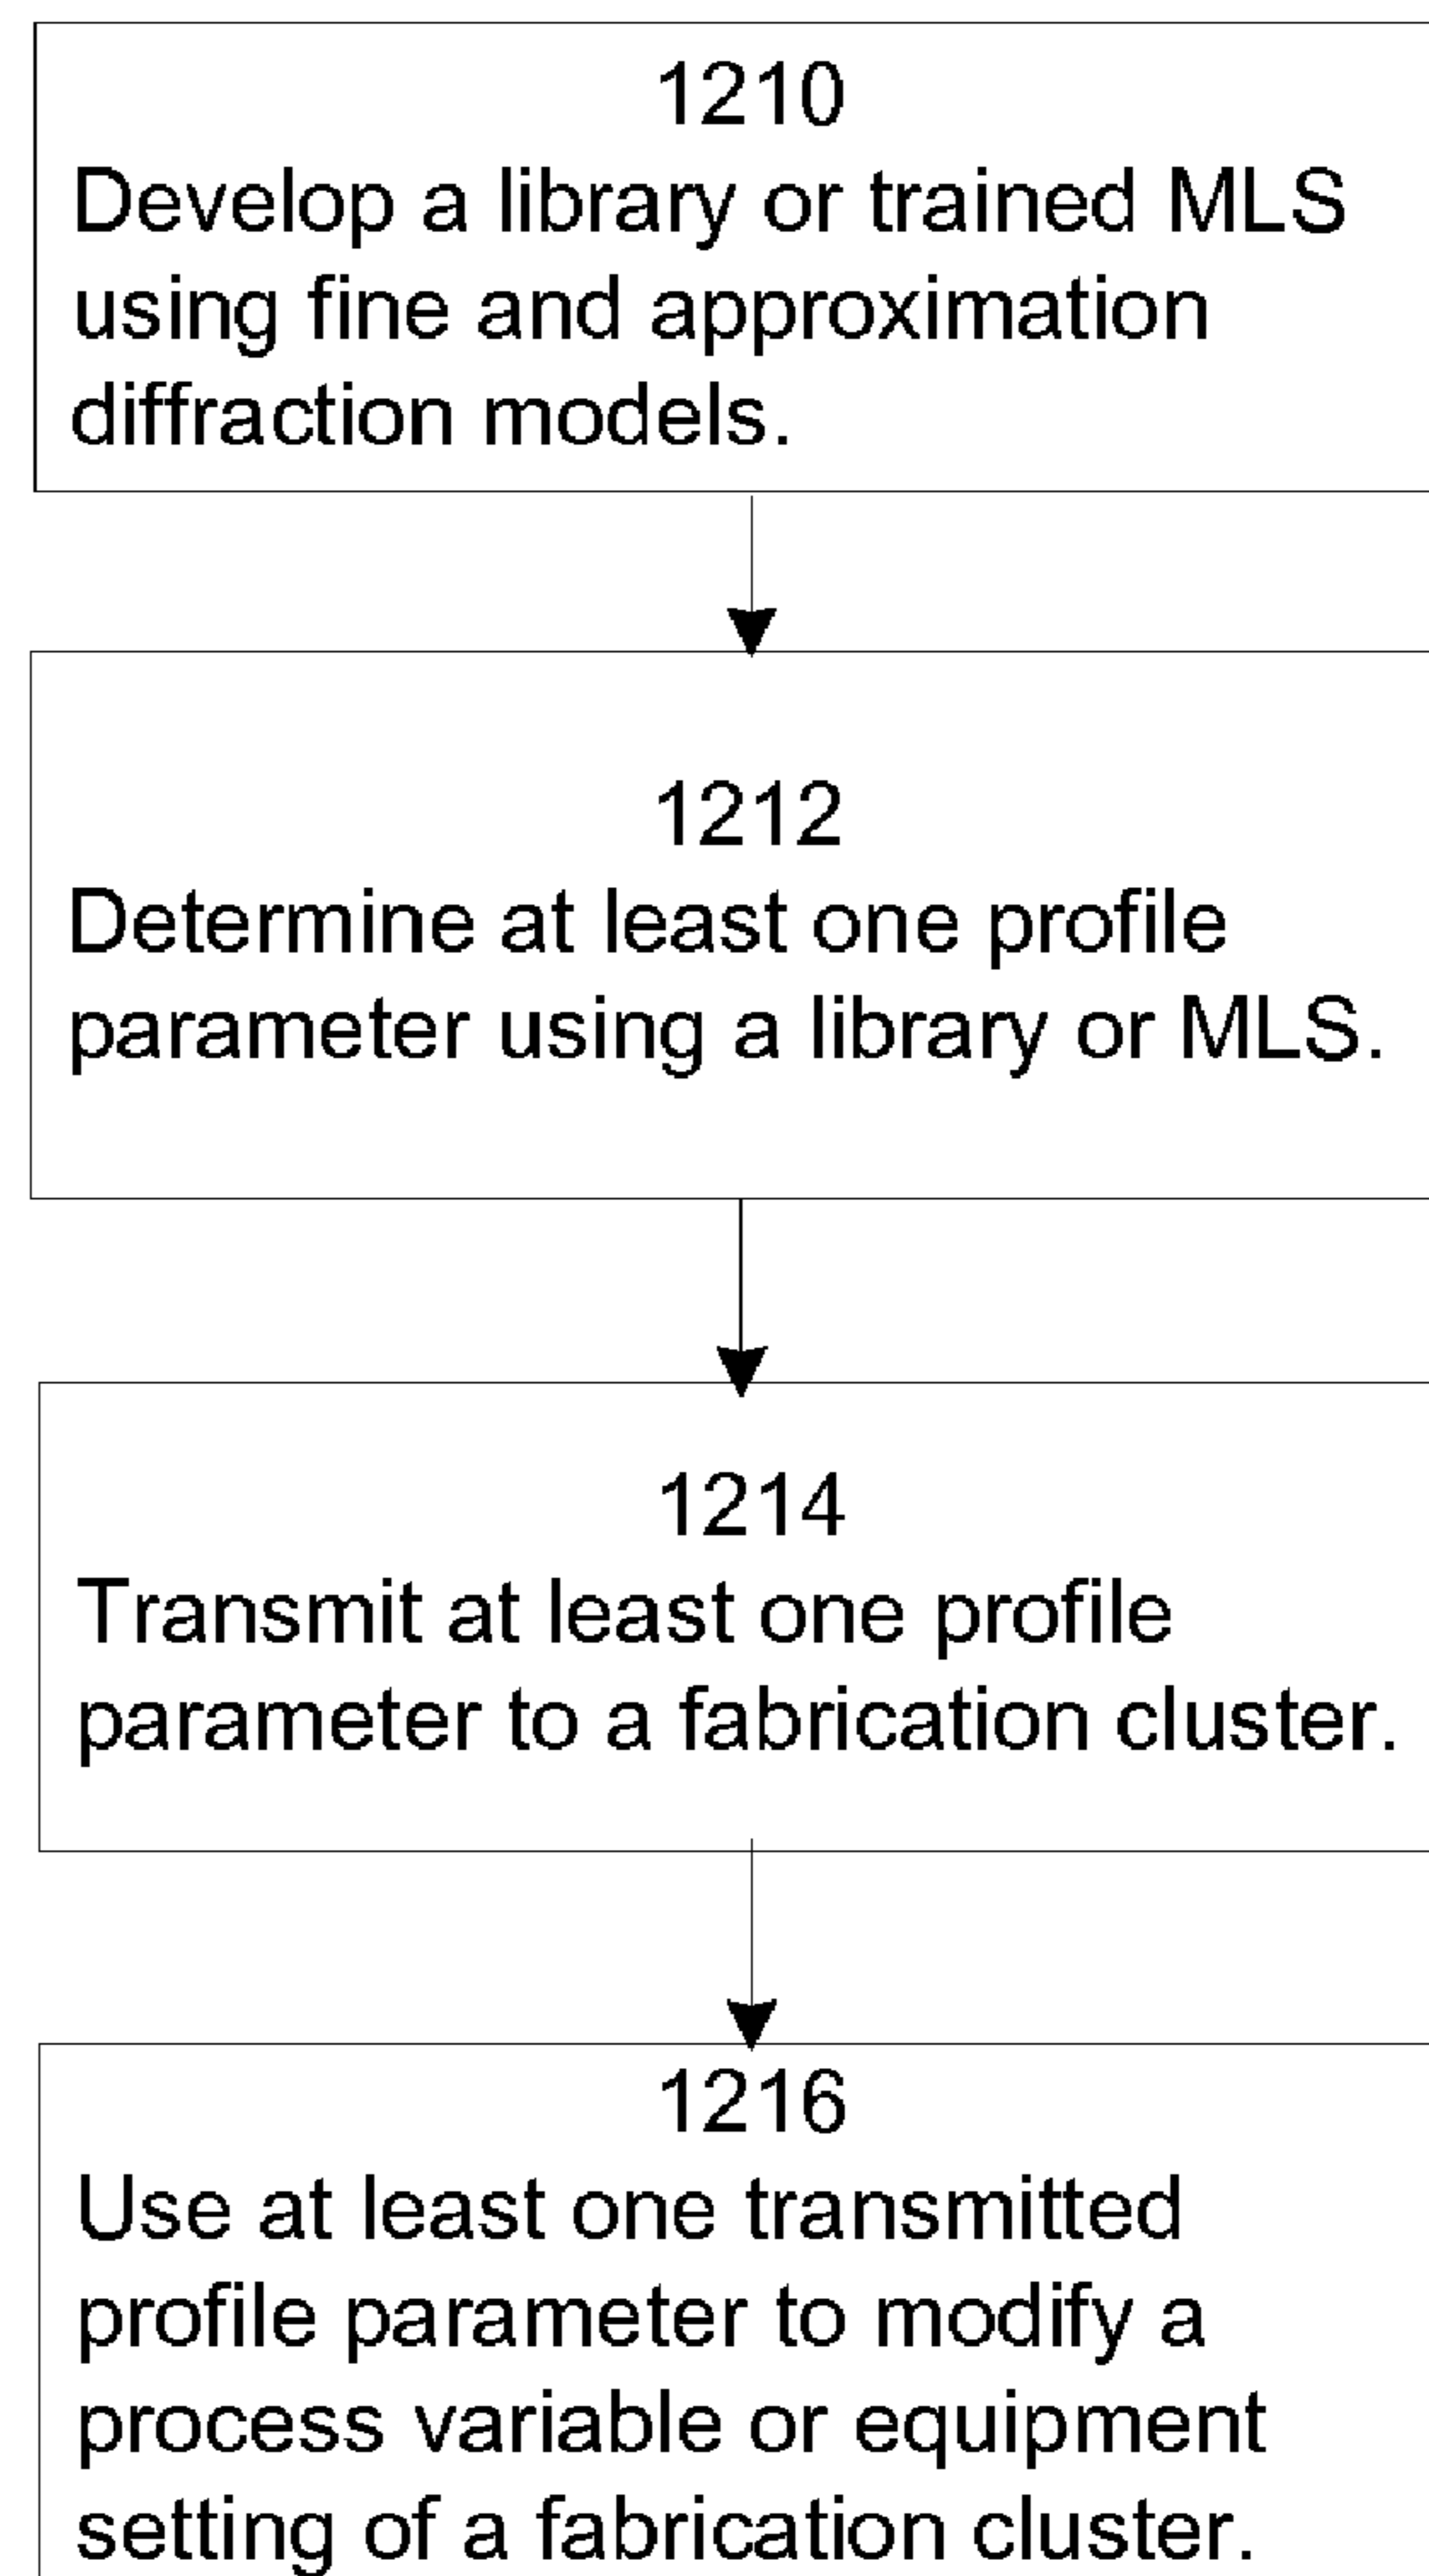 1210
Develop a library or trained MLS
using fine and approximation
diffraction models.
1212
Determine at least one profile
parameter using a library or MLS.
1214
Transmit at least one profile
parameter to a fabrication cluster.
1216
Use at least one transmitted
profile parameter to modify a
process variable or equipment
setting of a fabrication cluster.